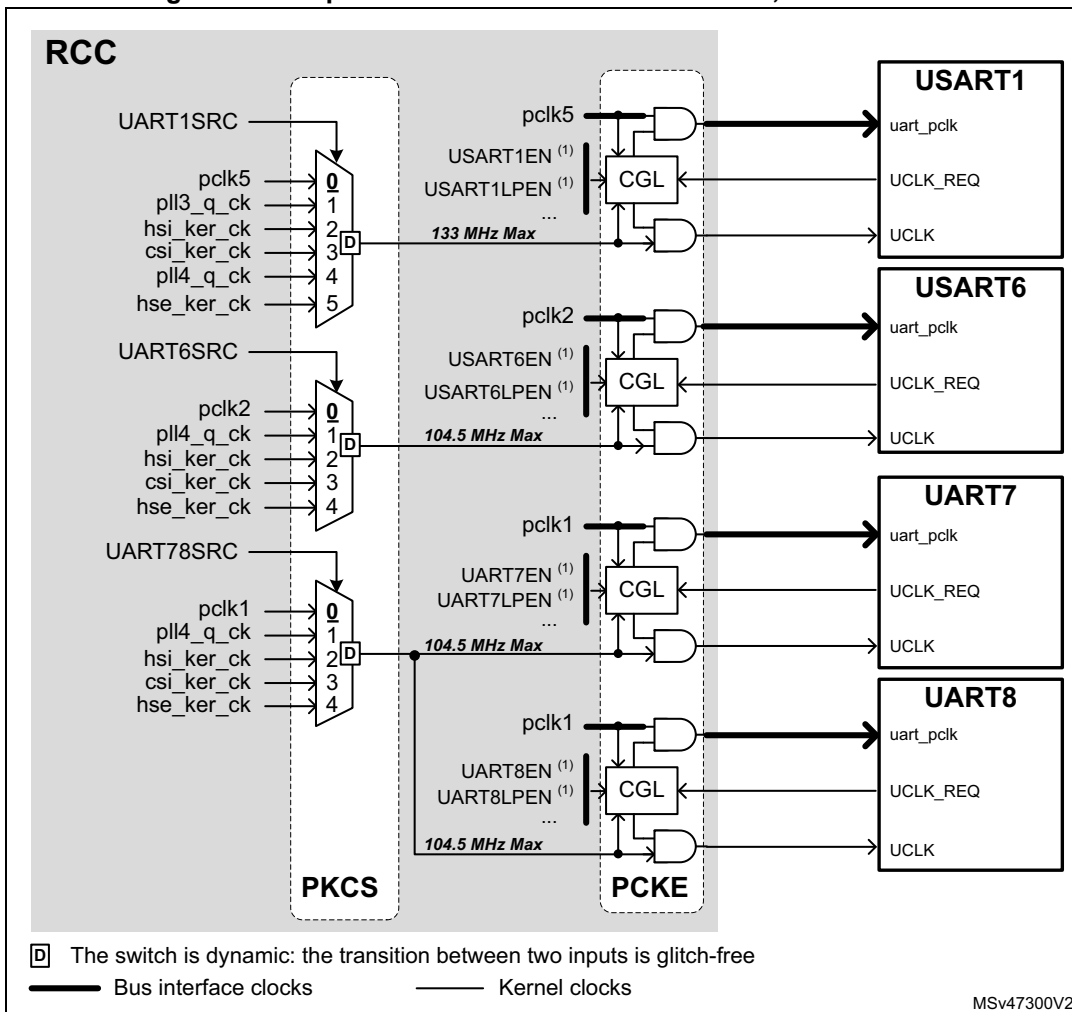 RCC
UART1SRC
pclk5
pll3_q_ck
hsi_ker_ck
csi_ker_ck
pll4_q_ck
hse_ker_ck
0
1
2
3
4
5
D
pclk5
USART1EN (1)
USART1LPEN (1)
...
CGL
133 MHz Max
USART1
uart_pclk
UCLK_REQ
UCLK
UART6SRC
pclk2
pll4_q_ck
hsi_ker_ck
csi_ker_ck
hse_ker_ck
0
1
2
3
4
D
pclk2
USART6EN (1)
USART6LPEN (1)
...
CGL
104.5 MHz Max
USART6
uart_pclk
UCLK_REQ
UCLK
UART78SRC
pclk1
pll4_q_ck
hsi_ker_ck
csi_ker_ck
hse_ker_ck
0
1
2
3
4
D
pclk1
UART7EN (1)
UART7LPEN (1)
...
CGL
104.5 MHz Max
UART7
uart_pclk
UCLK_REQ
UCLK
pclk1
UART8EN (1)
UART8LPEN (1)
...
CGL
104.5 MHz Max
UART8
uart_pclk
UCLK_REQ
UCLK
PKCS
PCKE
D The switch is dynamic: the transition between two inputs is glitch-free
Bus interface clocks
Kernel clocks
MSv47300V2